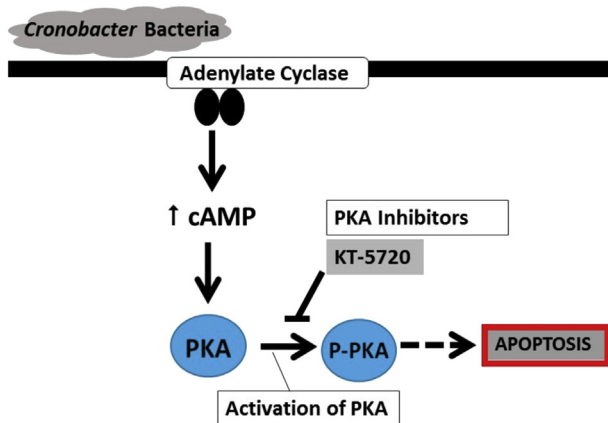 Cronobacter Bacteria
Adenylate Cyclase
↑ cAMP
PKA Inhibitors
KT-5720
PKA
P-PKA
APOPTOSIS
Activation of PKA